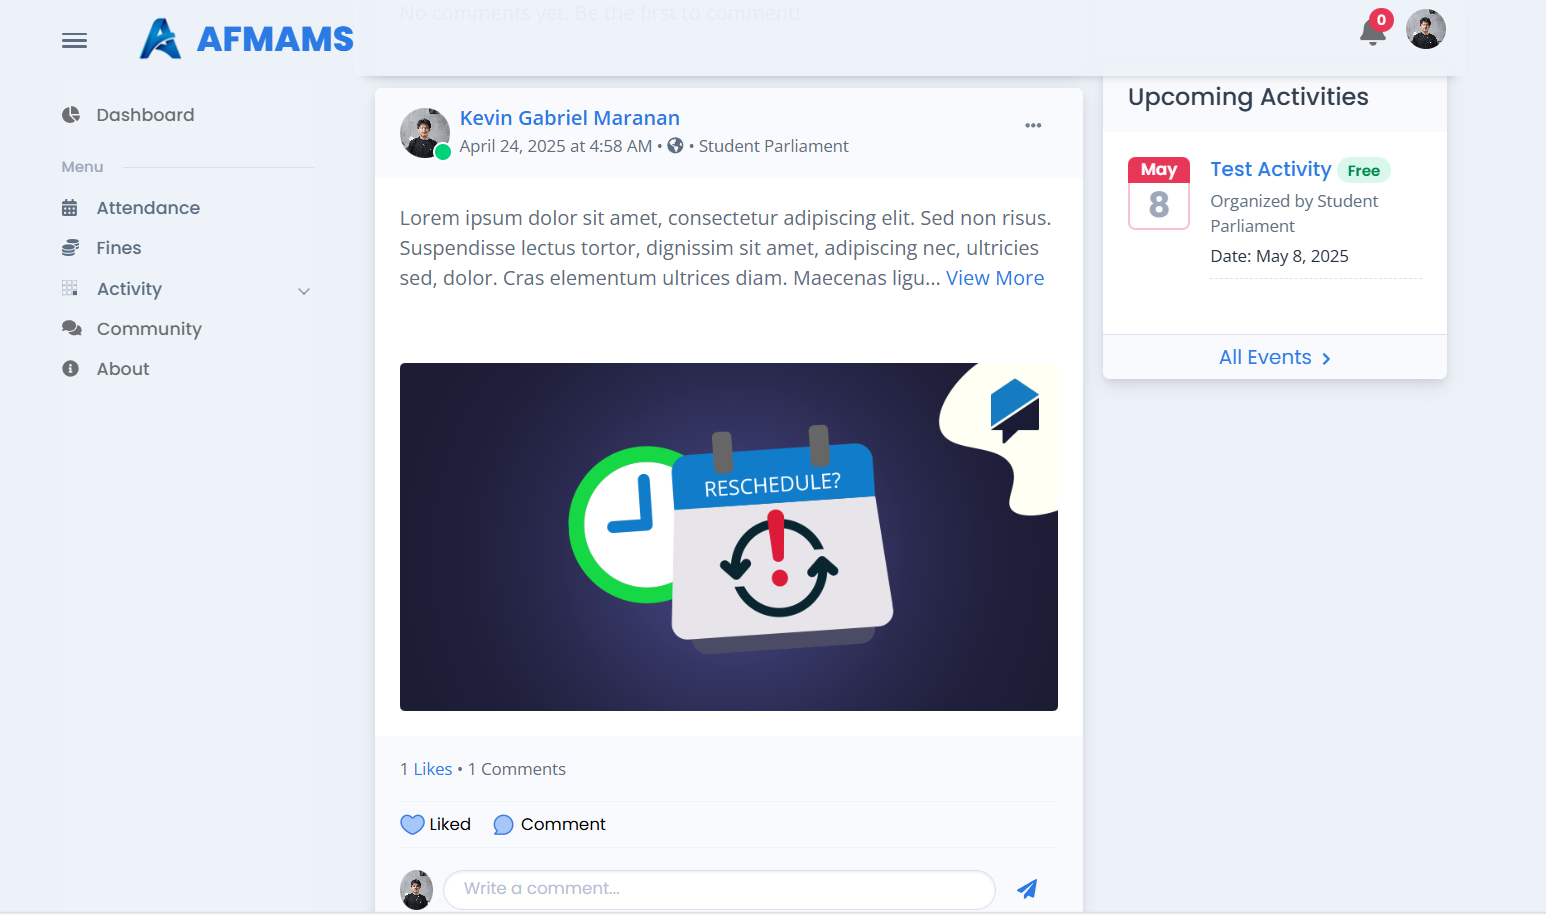 No comments yet. Be the first to comment!
AFMAMS
0
Dashboard
Menu
Attendance
Fines
Activity
Community
About
Kevin Gabriel Maranan
April 24, 2025 at 4:58 AM • • Student Parliament
Lorem ipsum dolor sit amet, consectetur adipiscing elit. Sed non risus.
Suspendisse lectus tortor, dignissim sit amet, adipiscing nec, ultricies
sed, dolor. Cras elementum ultrices diam. Maecenas ligu... View More
RESCHEDULE?
1 Likes • 1 Comments
Liked
Comment
Write a comment...
Upcoming Activities
May
8
Test Activity Free
Organized by Student
Parliament
Date: May 8, 2025
All Events